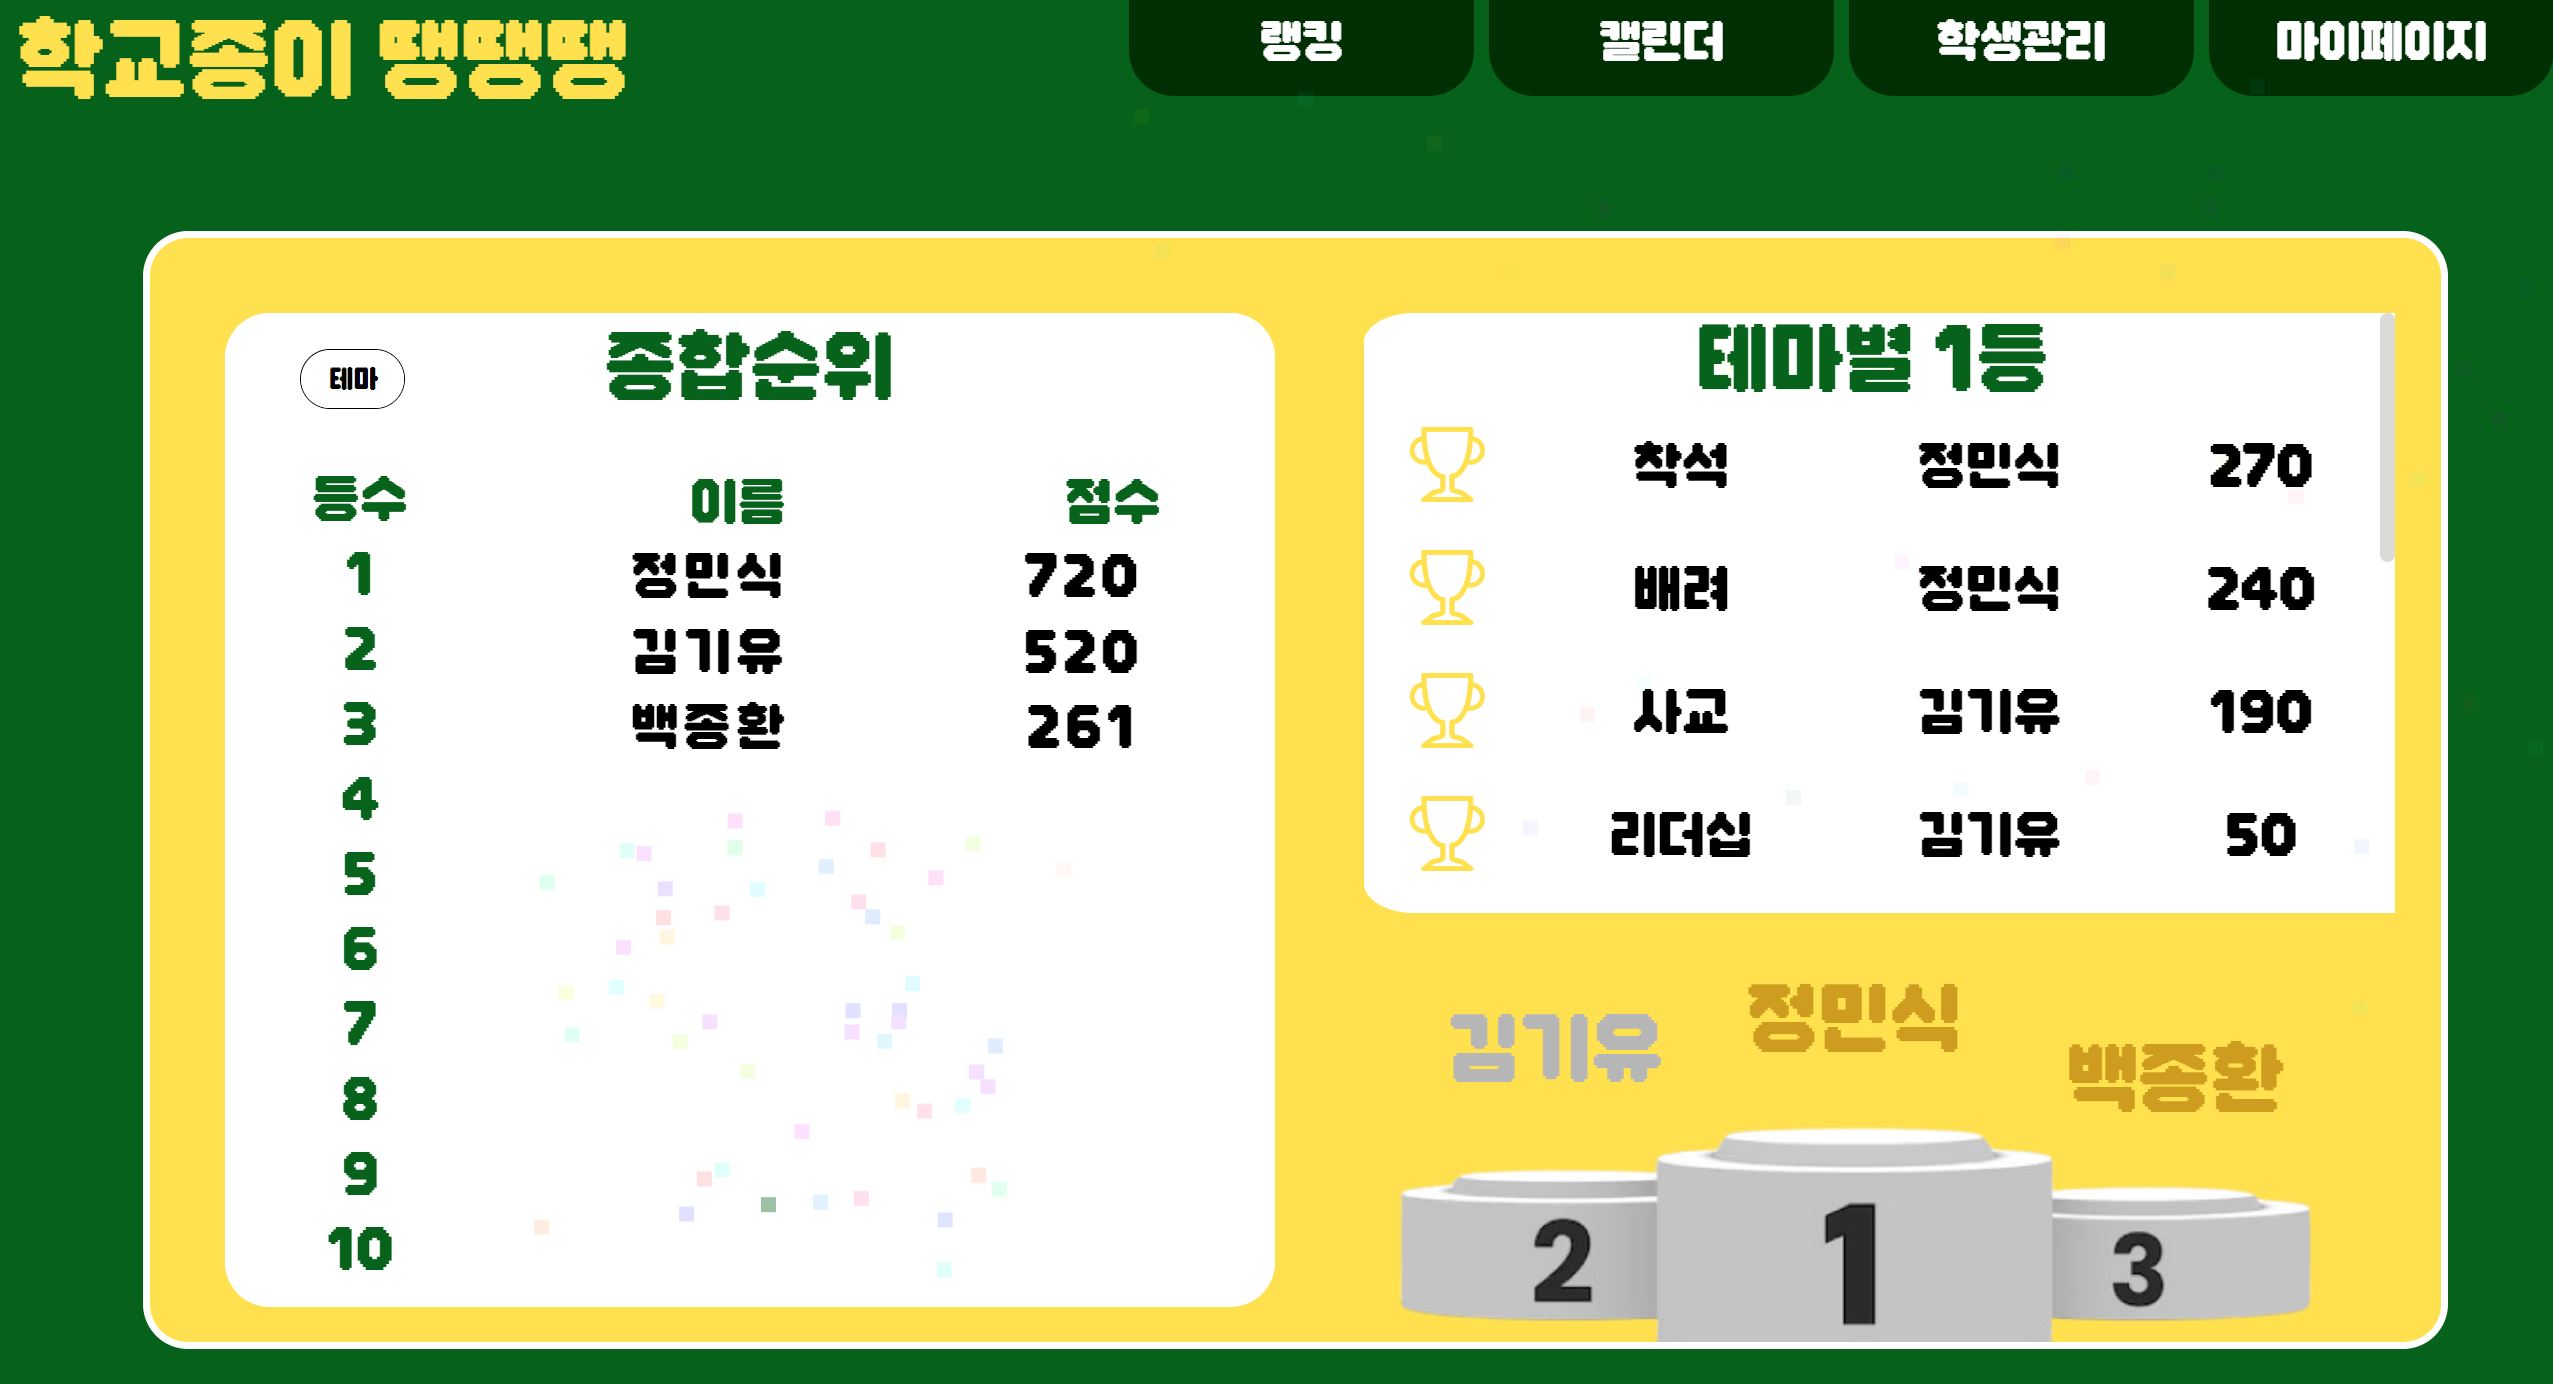 학교종이 땡땡땡
랭킹
캘린더
학생관리
마이페이지
테마
종합순위
등수 이름 점수
1 정민식 720
2 김기유 520
3 백종환 261
4
5
6
7
8
9
10
테마별 1등
착석 정민식 270
배려 정민식 240
사교 김기유 190
리더십 김기유 50
김기유
정민식
백종환
2
1
3